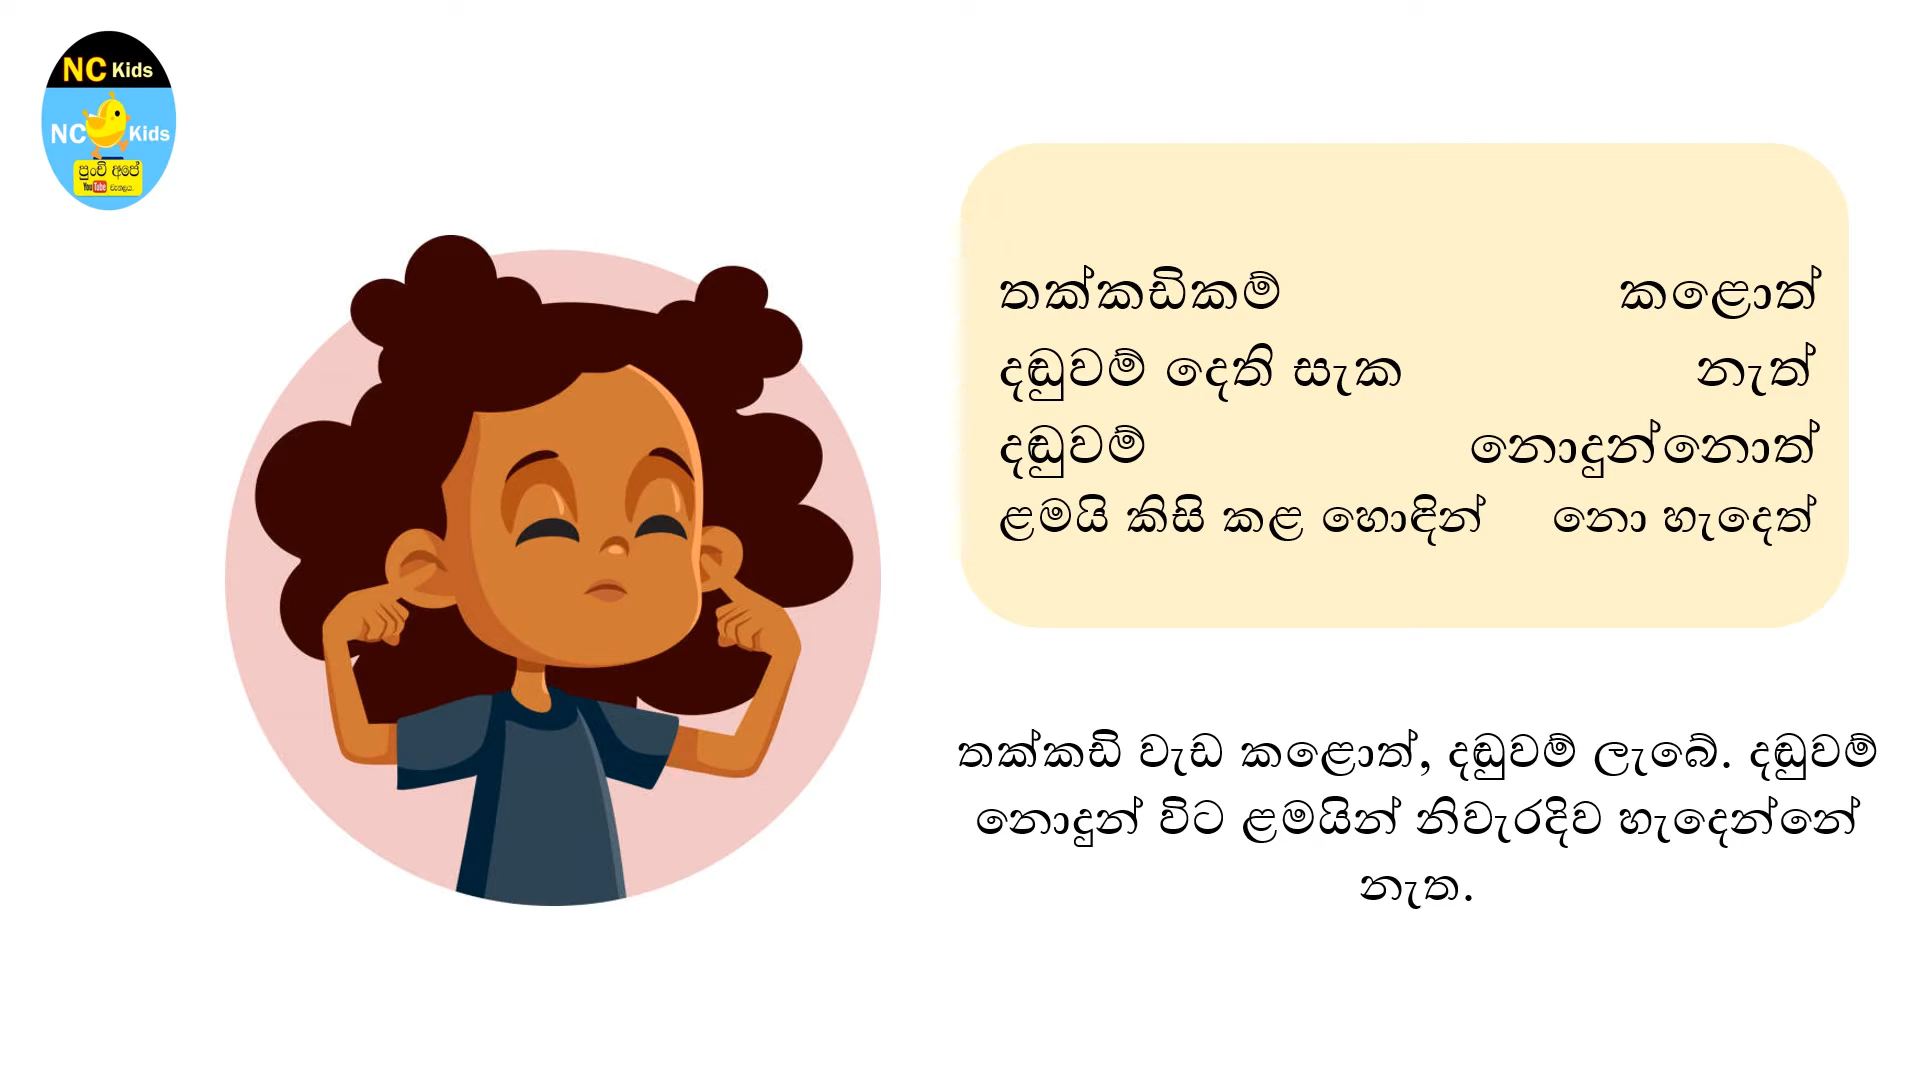 NC Kids
NC Kids
පුංචි අපේ
YouTube චැනලය.
තක්කඩිකම් කළොත්
දඬුවම් දෙති සැක නැත්
දඬුවම් නොදුන්නොත්
ළමයි කිසි කළ හොඳින් නො හැදෙත්
තක්කඩි වැඩ කළොත්, දඬුවම් ලැබේ. දඬුවම්
නොදුන් විට ළමයින් නිවැරදිව හැදෙන්නේ
නැත.